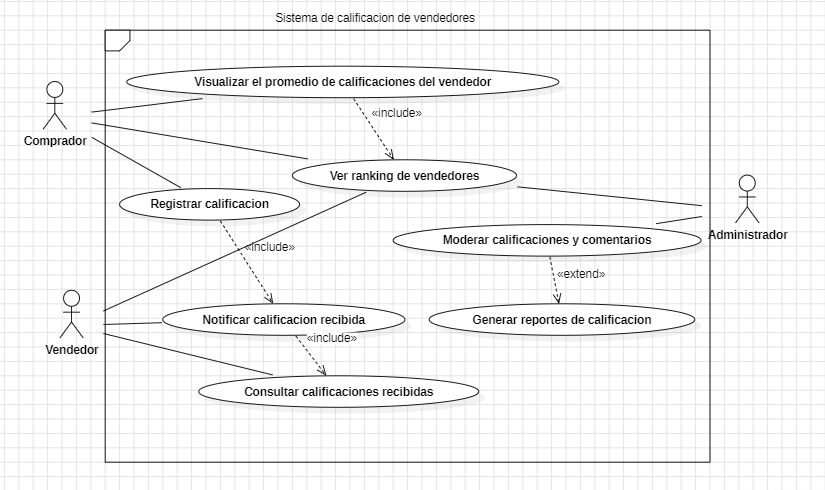 Sistema de calificacion de vendedores
Visualizar el promedio de calificaciones del vendedor
«include»
Comprador
Ver ranking de vendedores
Registrar calificacion
Administrador
Moderar calificaciones y comentarios
«include»
«extend»
Notificar calificacion recibida
Generar reportes de calificacion
«include»
Vendedor
Consultar calificaciones recibidas